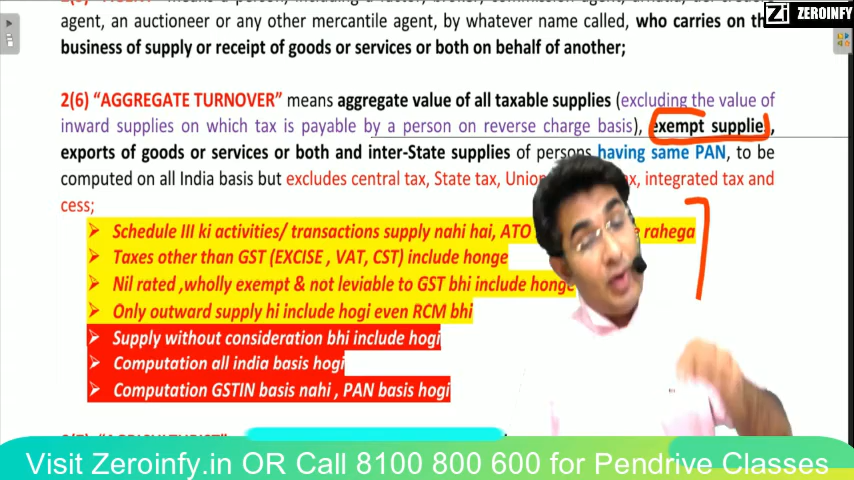 ZEROINFY
agent, an auctioneer or any other mercantile agent, by whatever name called, who carries on the
business of supply or receipt of goods or services or both on behalf of another;
2(6) “AGGREGATE TURNOVER” means aggregate value of all taxable supplies (excluding the value of
inward supplies on which tax is payable by a person on reverse charge basis), exempt supplies,
exports of goods or services or both and inter-State supplies of persons having same PAN, to be
computed on all India basis but excludes central tax, State tax, Union tax, integrated tax and
cess;
➢ Schedule III ki activities/ transactions supply nahi hai, ATO rahega
➢ Taxes other than GST (EXCISE , VAT, CST) include honge
➢ Nil rated ,wholly exempt & not leviable to GST bhi include honge
➢ Only outward supply hi include hogi even RCM bhi
➢ Supply without consideration bhi include hogi
➢ Computation all india basis hogi
➢ Computation GSTIN basis nahi , PAN basis hogi
Visit Zeroinfy.in OR Call 8100 800 600 for Pendrive Classes